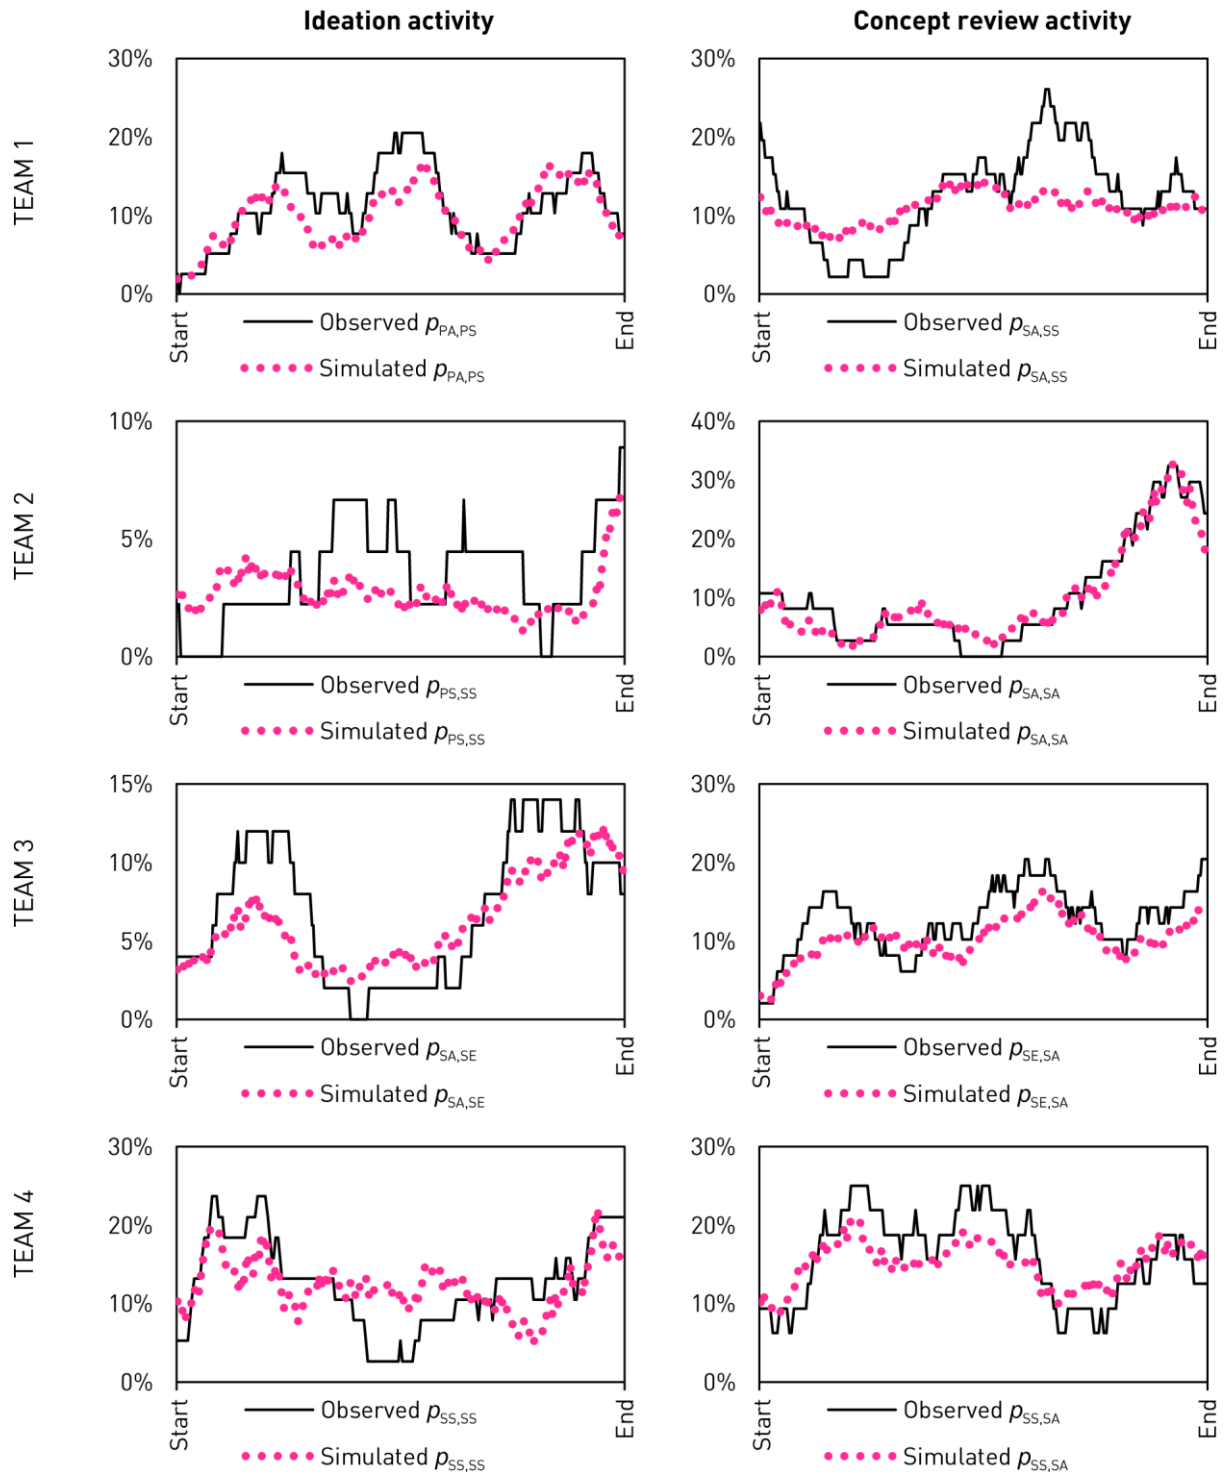 Ideation activity
Concept review activity
TEAM 1
30%
20%
10%
0%
Start
End
Observed pPA,PS
Simulated pPA,PS
30%
20%
10%
0%
Start
End
Observed pSA,SS
Simulated pSA,SS
TEAM 2
10%
5%
0%
Start
End
Observed pPS,SS
Simulated pPS,SS
40%
30%
20%
10%
0%
Start
End
Observed pSA,SA
Simulated pSA,SA
TEAM 3
15%
10%
5%
0%
Start
End
Observed pSA,SE
Simulated pSA,SE
30%
20%
10%
0%
Start
End
Observed pSE,SA
Simulated pSE,SA
TEAM 4
30%
20%
10%
0%
Start
End
Observed pSS,SS
Simulated pSS,SS
30%
20%
10%
0%
Start
End
Observed pSS,SA
Simulated pSS,SA